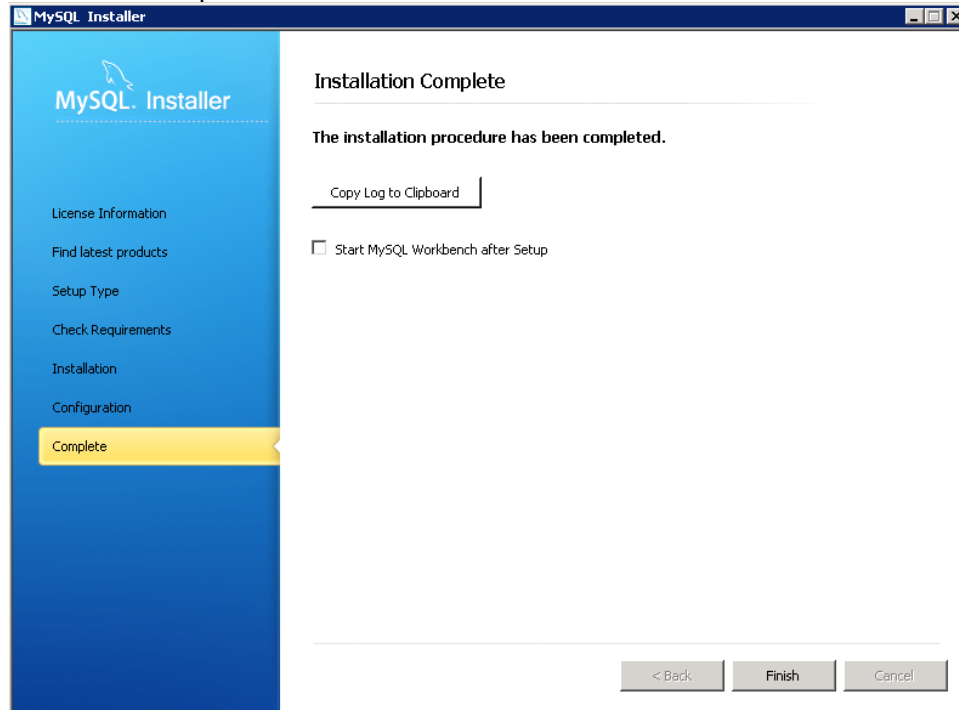 MySQL Installer
MySQL. Installer
License Information
Find latest products
Setup Type
Check Requirements
Installation
Configuration
Complete
Installation Complete
The installation procedure has been completed.
Copy Log to Clipboard
Start MySQL Workbench after Setup
< Back
Finish
Cancel